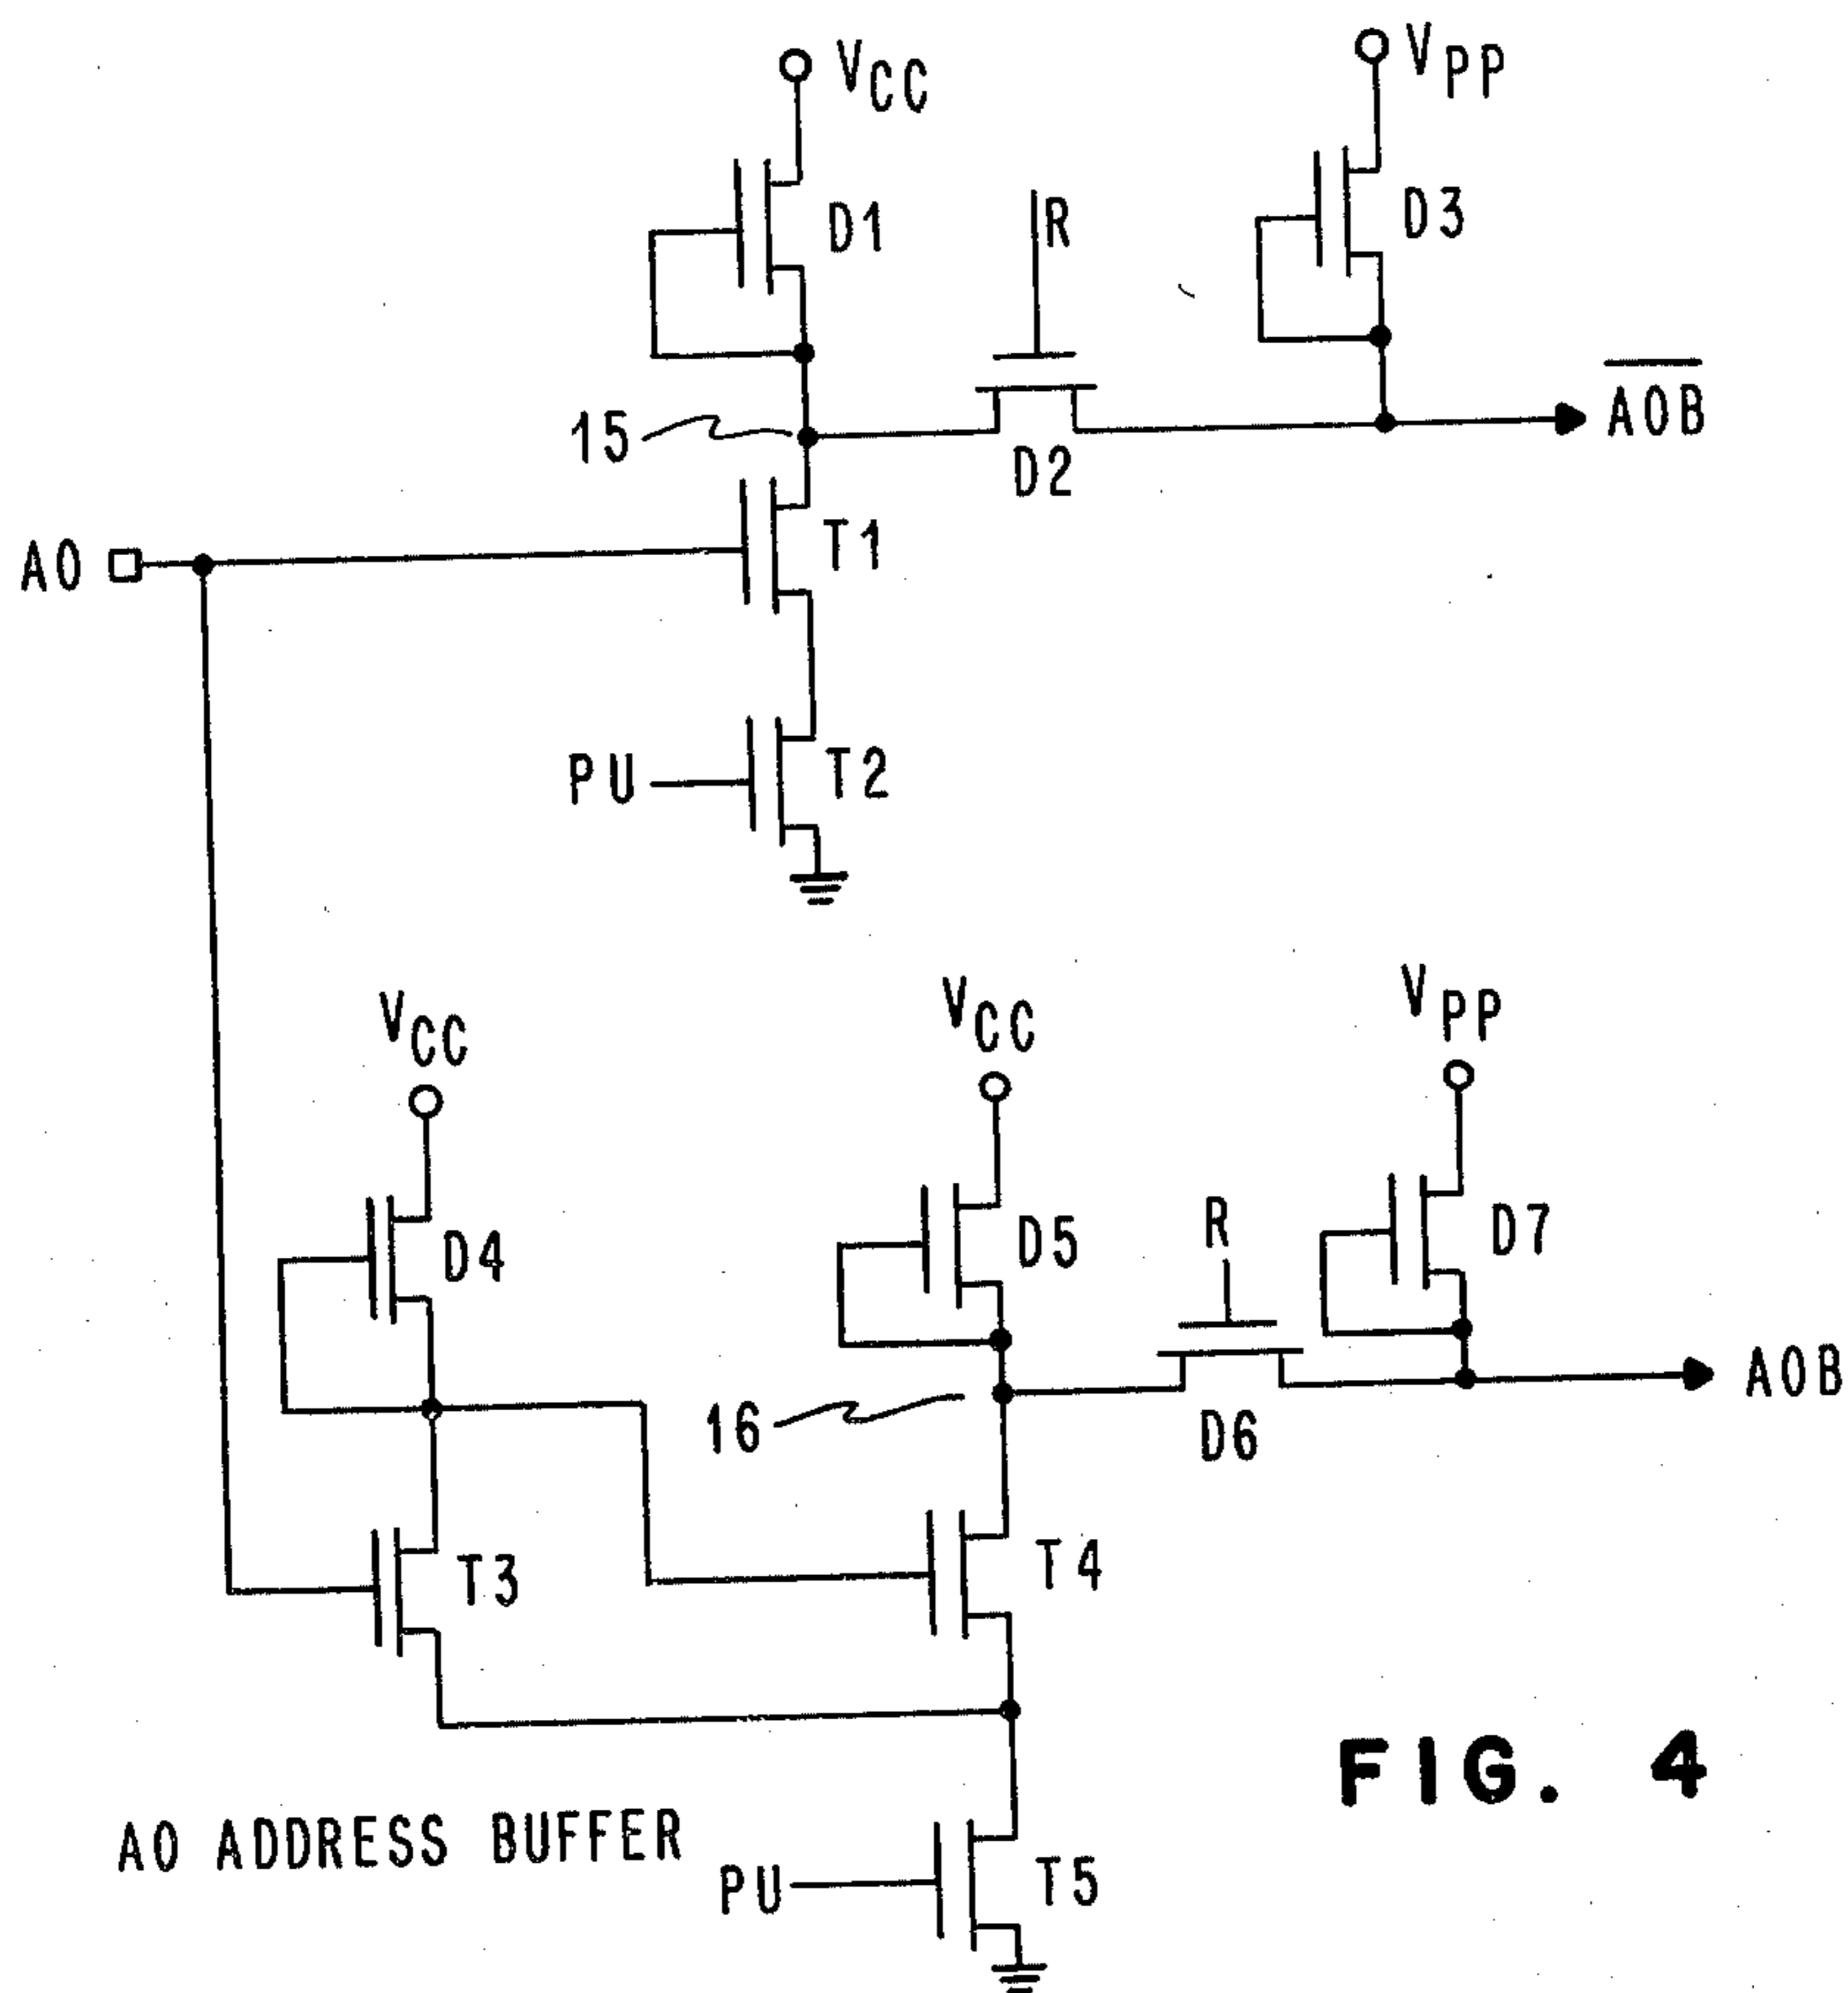 VCC
VPP
D1
R
D3
A0B
15
D2
A0
T1
PU
T2
VCC
VCC
VPP
D4
D5
R
D7
A0B
16
D6
T3
T4
FIG. 4
A0 ADDRESS BUFFER
PU
T5